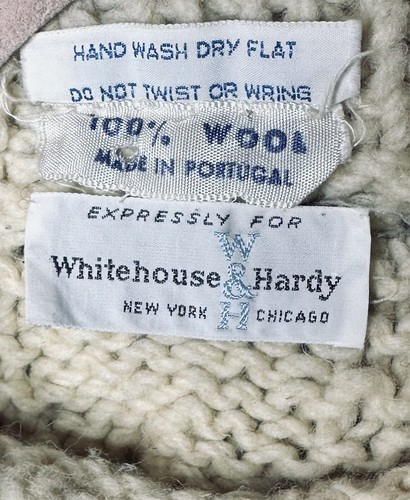 HAND WASH DRY FLAT
DO NOT TWIST OR WRING
100% WOOL
MADE IN PORTUGAL
EXPRESSLY FOR
Whitehouse W & H Hardy
NEW YORK CHICAGO